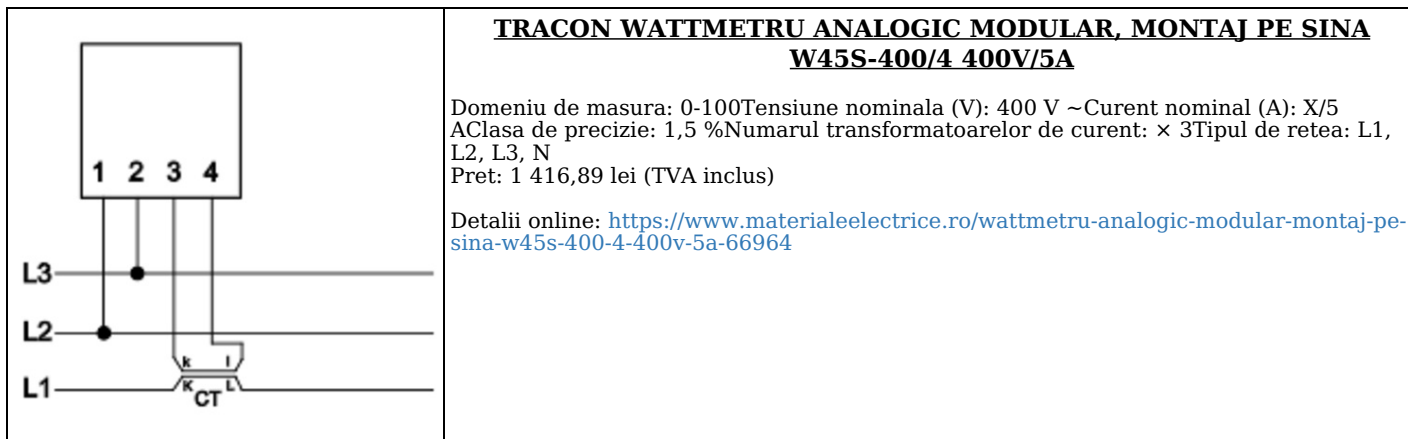 1 2 3 4
L3
L2
k l
L1
K L
CT
TRACON WATTMETRU ANALOGIC MODULAR, MONTAJ PE SINA
W45S-400/4 400V/5A
Domeniu de masura: 0-100Tensiune nominala (V): 400 V ~Curent nominal (A): X/5
AClasa de precizie: 1,5 %Numarul transformatoarelor de curent: × 3Tipul de retea: L1,
L2, L3, N
Pret: 1 416,89 lei (TVA inclus)
Detalii online: https://www.materialeelectrice.ro/wattmetru-analogic-modular-montaj-pe-
sina-w45s-400-4-400v-5a-66964